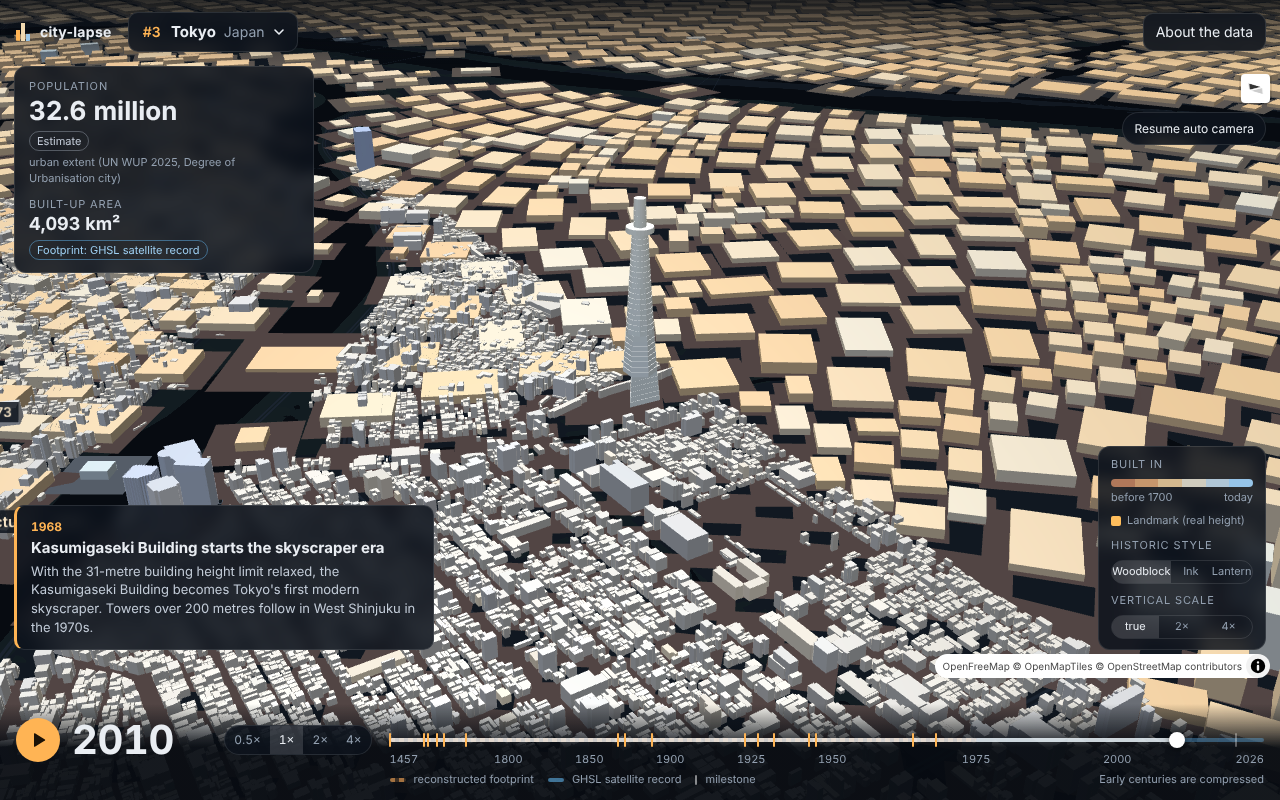 city-lapse
#3 Tokyo Japan
About the data
POPULATION
32.6 million
Estimate
urban extent (UN WUP 2025, Degree of
Urbanisation city)
BUILT-UP AREA
4,093 km²
Footprint: GHSL satellite record
Resume auto camera
73
1968
Kasumigaseki Building starts the skyscraper era
With the 31-metre building height limit relaxed, the
Kasumigaseki Building becomes Tokyo's first modern
skyscraper. Towers over 200 metres follow in West Shinjuku in
the 1970s.
BUILT IN
before 1700 today
Landmark (real height)
HISTORIC STYLE
Woodblock Ink Lantern
VERTICAL SCALE
true 2× 4×
OpenFreeMap © OpenMapTiles © OpenStreetMap contributors
2010
0.5× 1× 2× 4×
1457 1800 1850 1900 1925 1950 1975 2000 2026
reconstructed footprint GHSL satellite record milestone
Early centuries are compressed